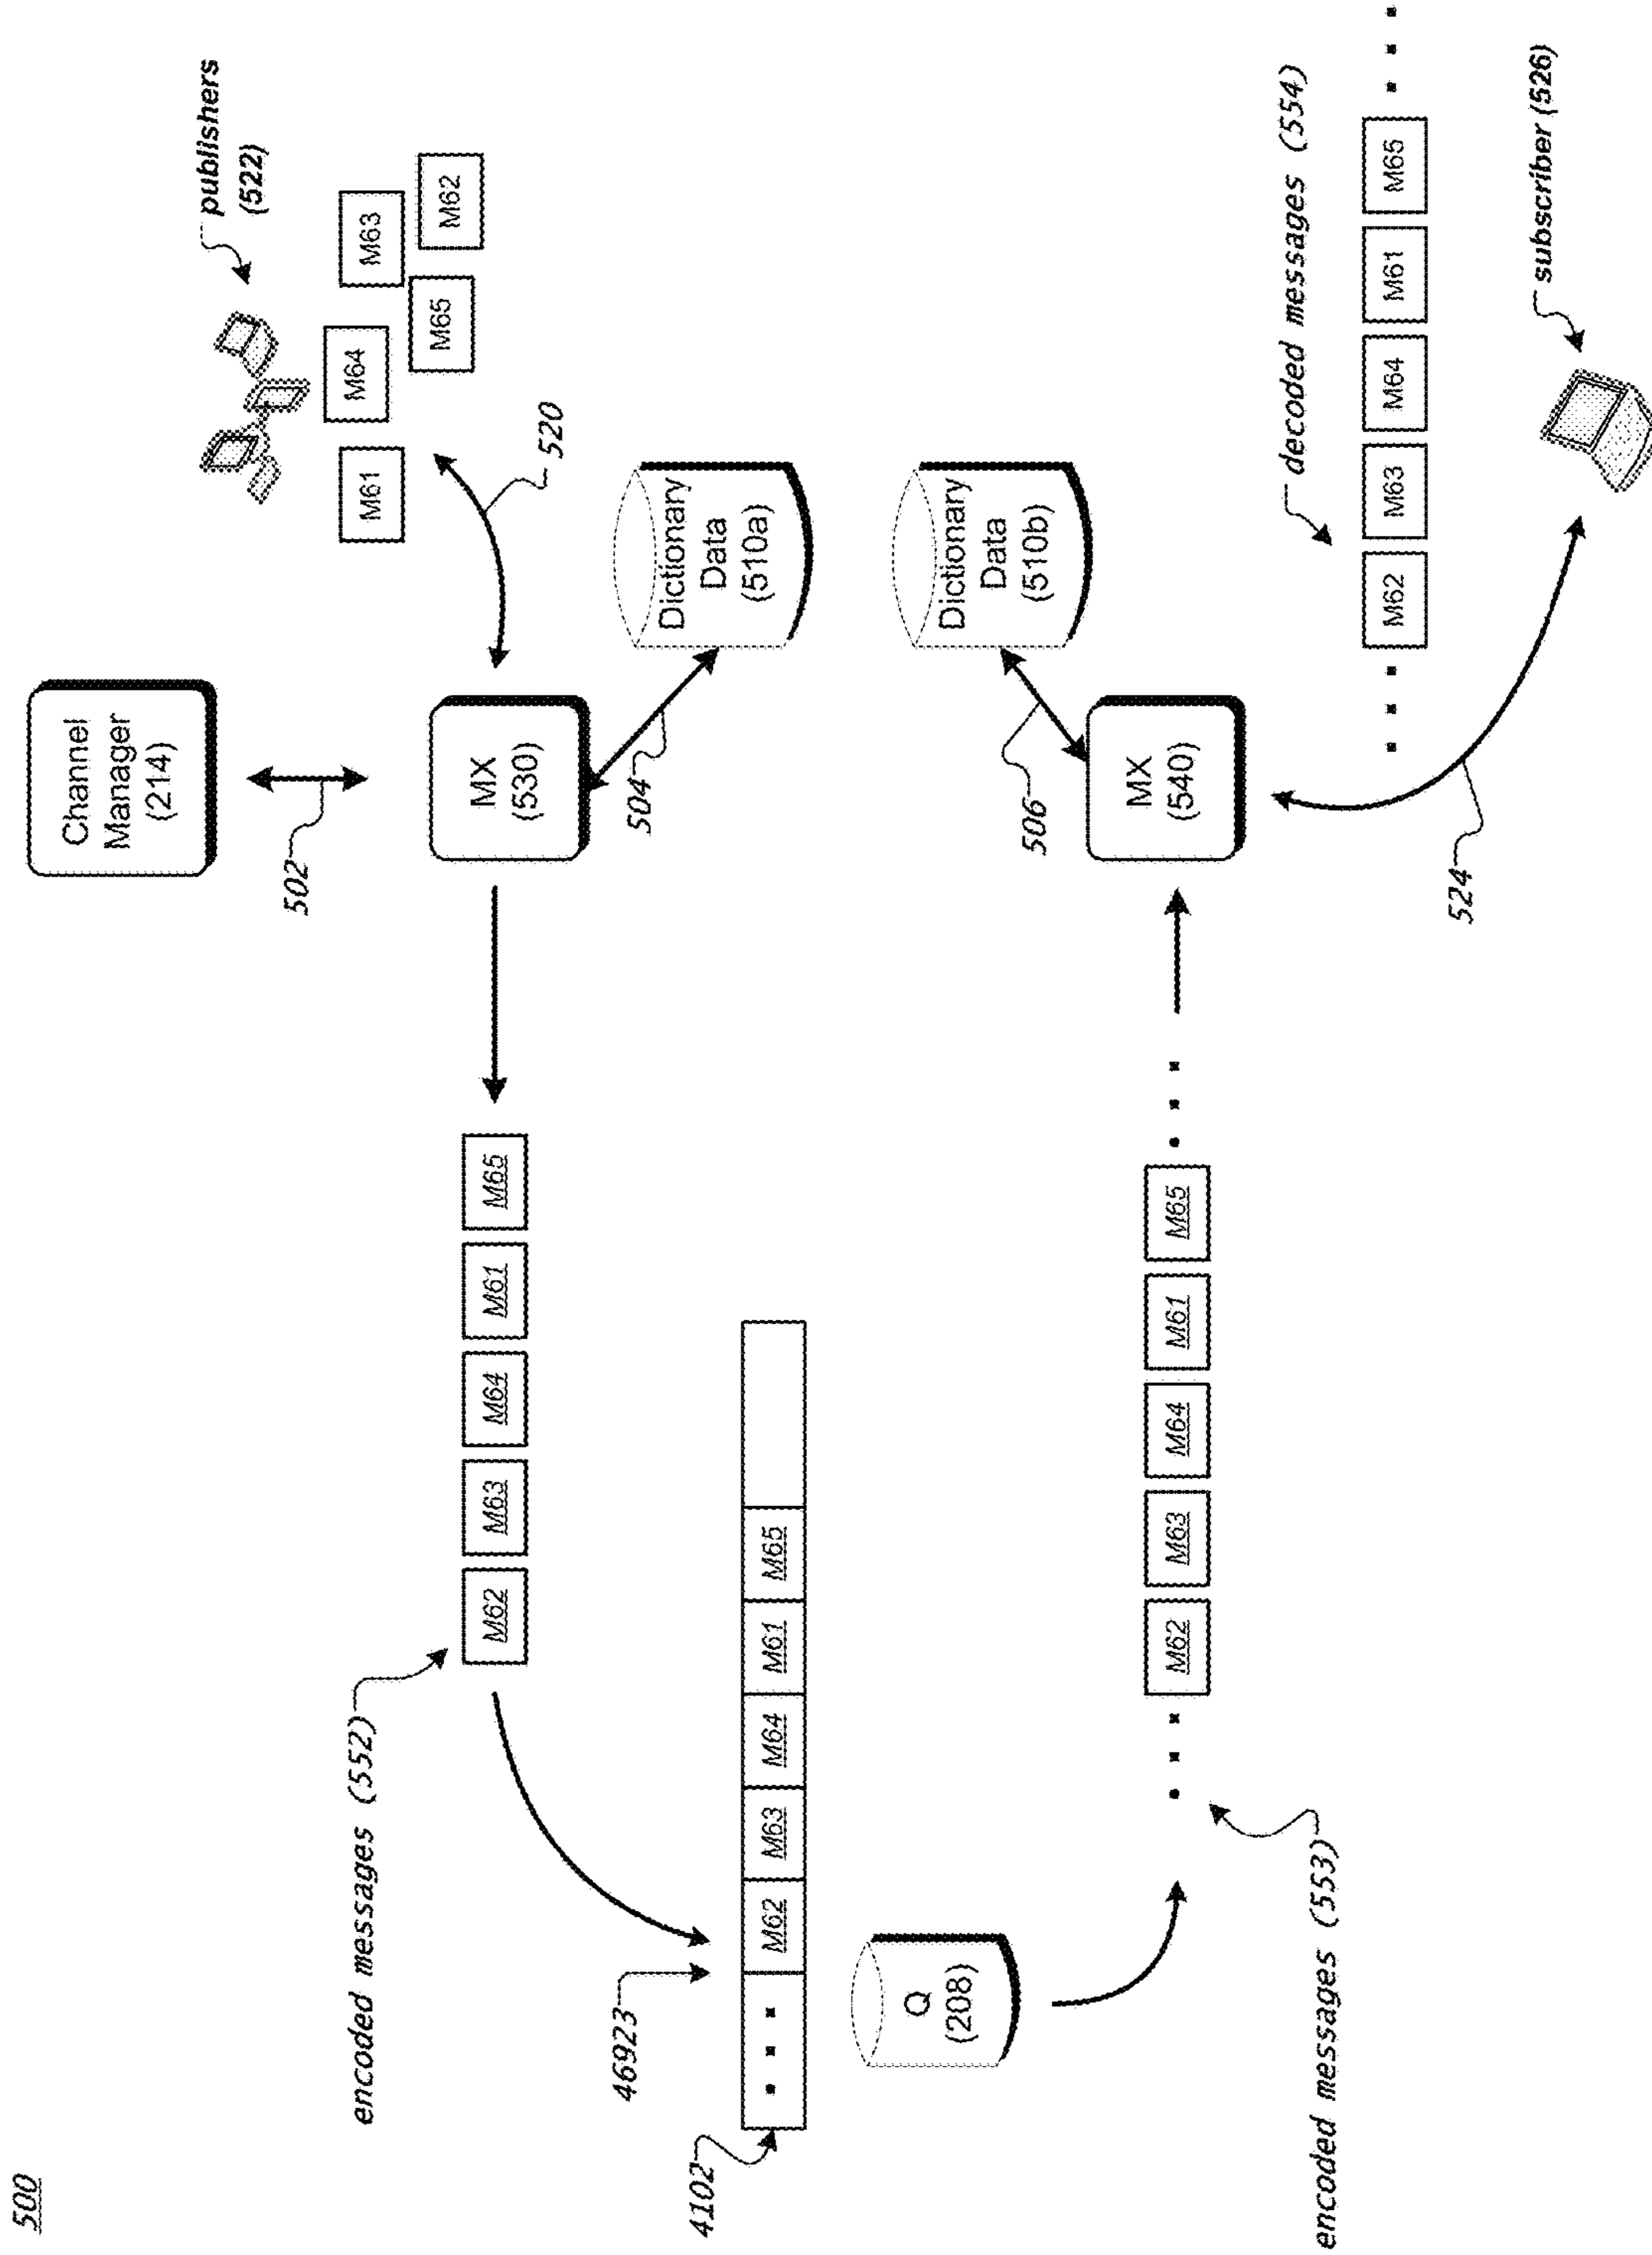 500
Channel
Manager
(214)
502
publishers
(522)
M61
M64
M63
M65
M62
520
MX
(530)
504
Dictionary
Data
(510a)
encoded messages (552)
M62 M63 M64 M61 M65
46923
4102
M62 M63 M64 M61 M65
Q
(208)
Dictionary
Data
(510b)
506
MX
(540)
M62 M63 M64 M61 M65
encoded messages (553)
decoded messages (554)
M62 M63 M64 M61 M65
524
subscriber (526)